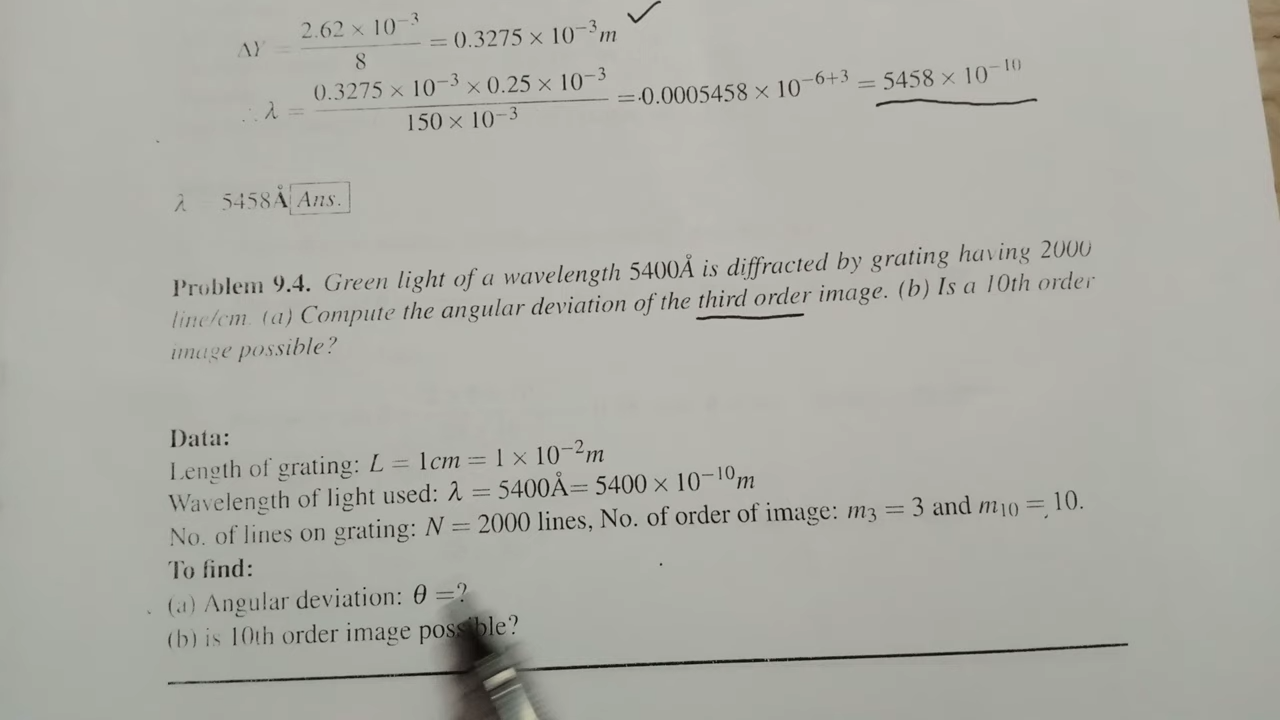 ΔY = 2.62 × 10⁻³ / 8 = 0.3275 × 10⁻³m
∴ λ = 0.3275 × 10⁻³ × 0.25 × 10⁻³ / 150 × 10⁻³ = 0.0005458 × 10⁻⁶⁺³ = 5458 × 10⁻¹⁰
λ = 5458Å Ans.
Problem 9.4. Green light of a wavelength 5400Å is diffracted by grating having 2000
line/cm. (a) Compute the angular deviation of the third order image. (b) Is a 10th order
image possible?
Data:
Length of grating: L = 1cm = 1 × 10⁻²m
Wavelength of light used: λ = 5400Å= 5400 × 10⁻¹⁰m
No. of lines on grating: N = 2000 lines, No. of order of image: m₃ = 3 and m₁₀ = 10.
To find:
(a) Angular deviation: θ =?
(b) is 10th order image possible?